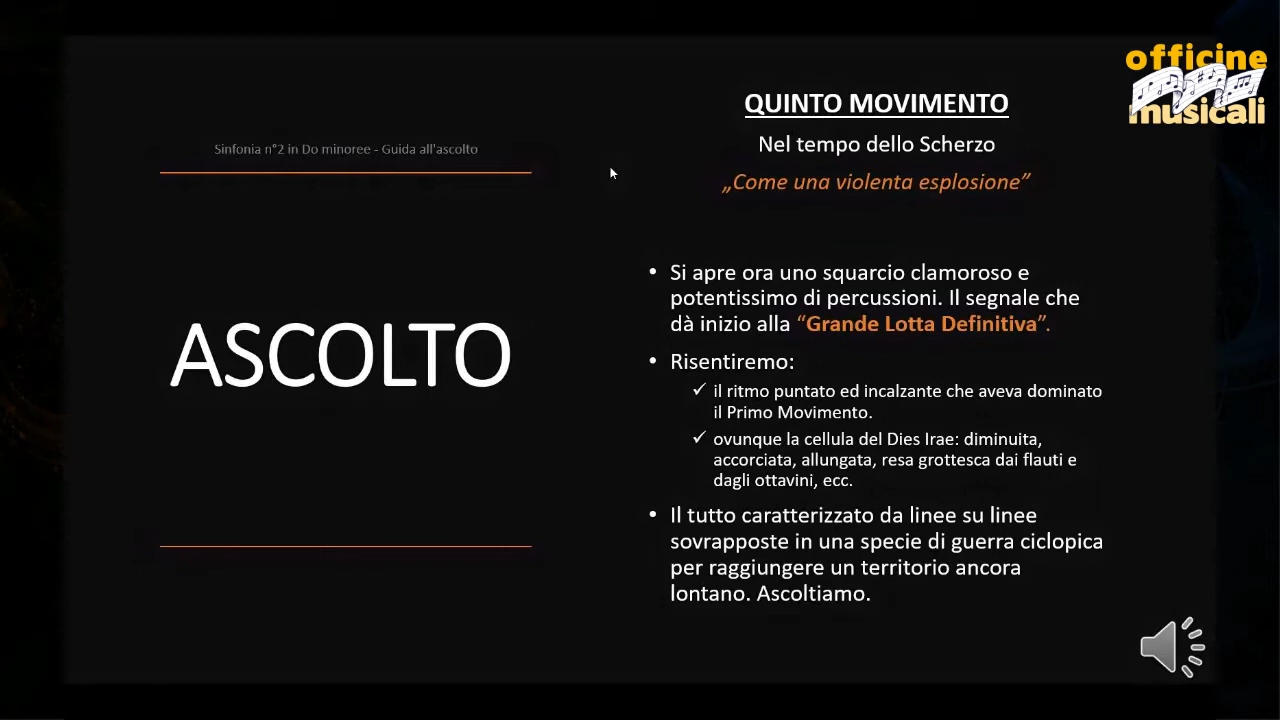 officine
musicali
Sinfonia n°2 in Do minoree - Guida all'ascolto
ASCOLTO
QUINTO MOVIMENTO
Nel tempo dello Scherzo
„Come una violenta esplosione”
• Si apre ora uno squarcio clamoroso e
potentissimo di percussioni. Il segnale che
dà inizio alla “Grande Lotta Definitiva”.
• Risentiremo:
✓ il ritmo puntato ed incalzante che aveva dominato
il Primo Movimento.
✓ ovunque la cellula del Dies Irae: diminuita,
accorciata, allungata, resa grottesca dai flauti e
dagli ottavini, ecc.
• Il tutto caratterizzato da linee su linee
sovrapposte in una specie di guerra ciclopica
per raggiungere un territorio ancora
lontano. Ascoltiamo.